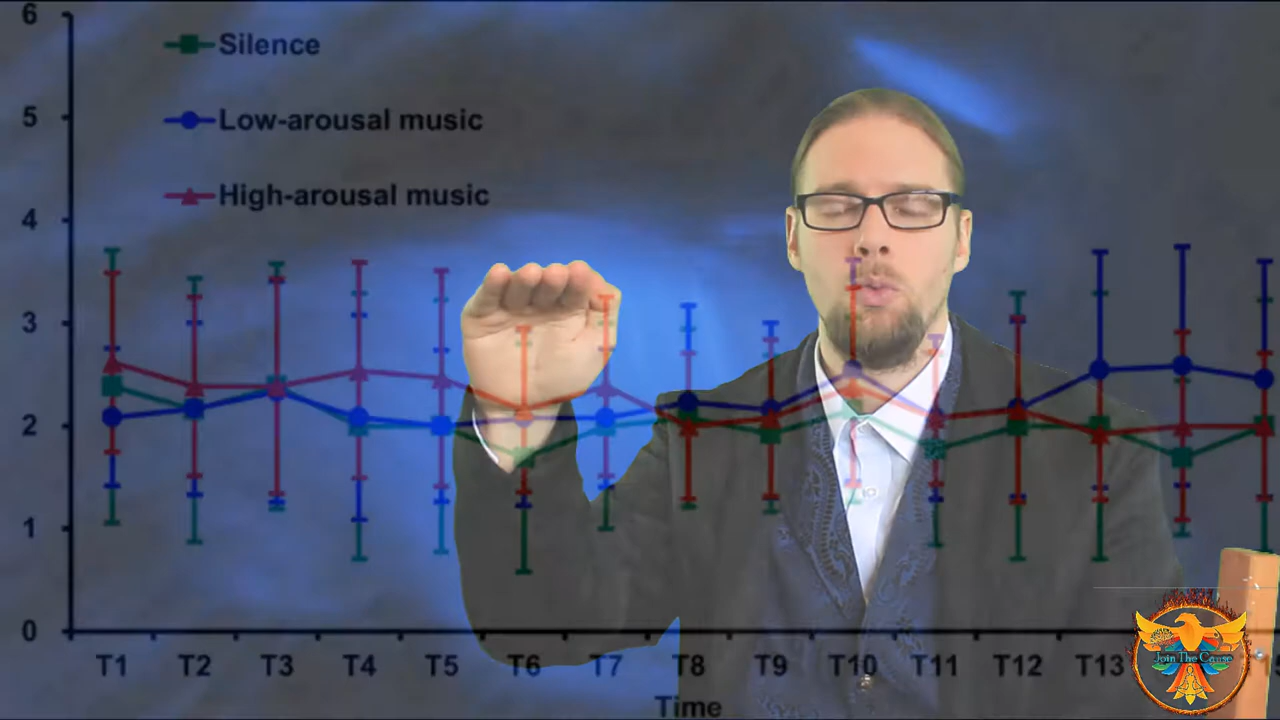 6
Silence
5
Low-arousal music
High-arousal music
4
3
2
1
0
T1 T2 T3 T4 T5 T6 T7 T8 T9 T10 T11 T12 T13
Join The Cause
Time